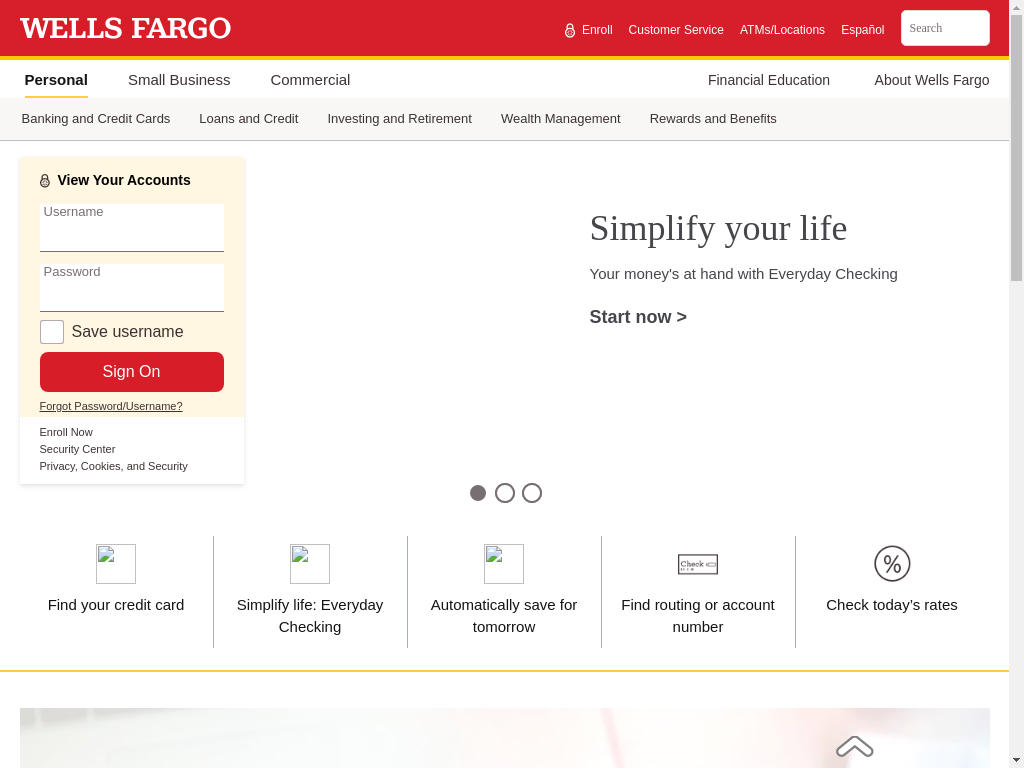 WELLS FARGO
Enroll
Customer Service
ATMs/Locations
Español
Search
Personal
Small Business
Commercial
Financial Education
About Wells Fargo
Banking and Credit Cards
Loans and Credit
Investing and Retirement
Wealth Management
Rewards and Benefits
View Your Accounts
Username
Password
Save username
Sign On
Forgot Password/Username?
Enroll Now
Security Center
Privacy, Cookies, and Security
Simplify your life
Your money's at hand with Everyday Checking
Start now >
Find your credit card
Simplify life: Everyday
Checking
Automatically save for
tomorrow
Check
Find routing or account
number
%
Check today’s rates